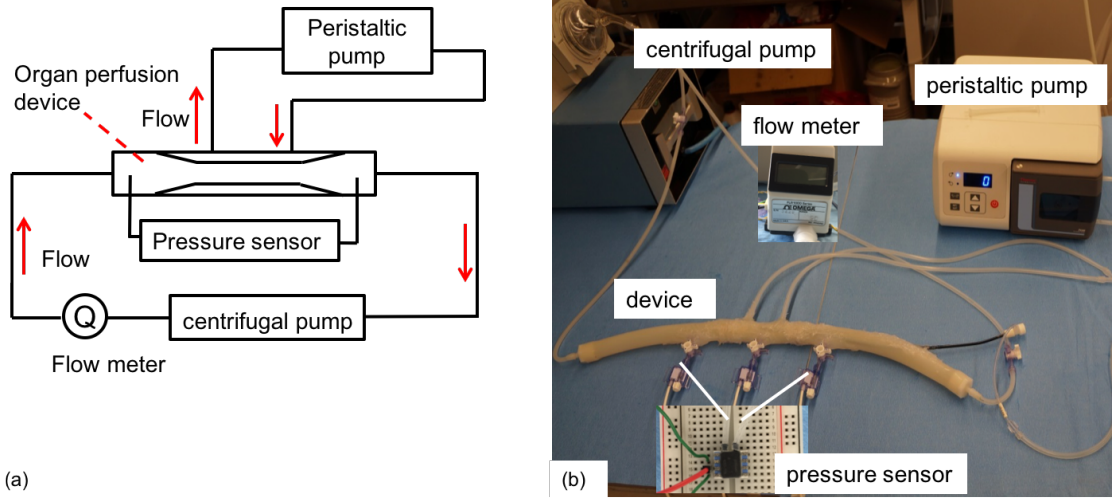 Peristaltic
pump
Organ perfusion
device
Flow
Pressure sensor
Flow
Q
centrifugal pump
Flow meter
(a)
centrifugal pump
peristaltic pump
flow meter
0
OMEGA
device
pressure sensor
(b)